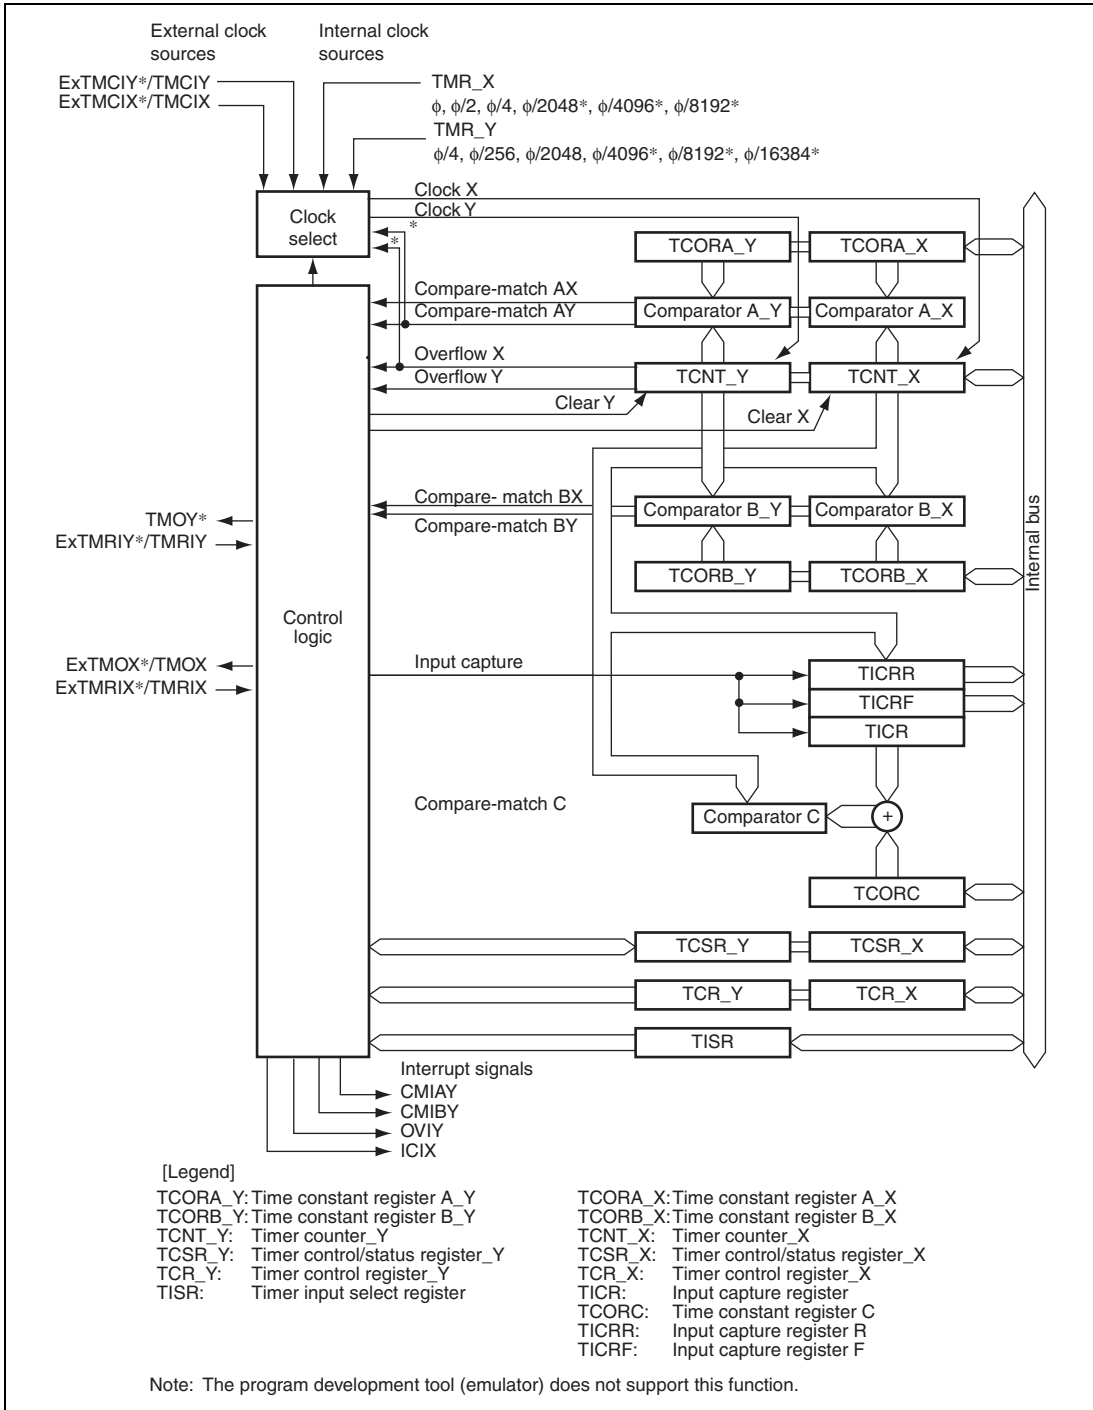 External clock sources
Internal clock sources
ExTMCIY*/TMCIY
ExTMCIX*/TMCIX
TMR_X
ϕ, ϕ/2, ϕ/4, ϕ/2048*, ϕ/4096*, ϕ/8192*
TMR_Y
ϕ/4, ϕ/256, ϕ/2048, ϕ/4096*, ϕ/8192*, ϕ/16384*
Clock X
Clock Y
*
*
Clock select
TCORA_Y
TCORA_X
Compare-match AX
Compare-match AY
Comparator A_Y
Comparator A_X
Overflow X
Overflow Y
TCNT_Y
TCNT_X
Clear Y
Clear X
Compare- match BX
Compare-match BY
Comparator B_Y
Comparator B_X
TMOY*
ExTMRIY*/TMRIY
TCORB_Y
TCORB_X
Internal bus
Control logic
ExTMOX*/TMOX
ExTMRIX*/TMRIX
Input capture
TICRR
TICRF
TICR
Compare-match C
Comparator C
+
TCORC
TCSR_Y
TCSR_X
TCR_Y
TCR_X
TISR
Interrupt signals
CMIAY
CMIBY
OVIY
ICIX
[Legend]
TCORA_Y: Time constant register A_Y
TCORB_Y: Time constant register B_Y
TCNT_Y: Timer counter_Y
TCSR_Y: Timer control/status register_Y
TCR_Y: Timer control register_Y
TISR: Timer input select register
TCORA_X: Time constant register A_X
TCORB_X: Time constant register B_X
TCNT_X: Timer counter_X
TCSR_X: Timer control/status register_X
TCR_X: Timer control register_X
TICR: Input capture register
TCORC: Time constant register C
TICRR: Input capture register R
TICRF: Input capture register F
Note: The program development tool (emulator) does not support this function.